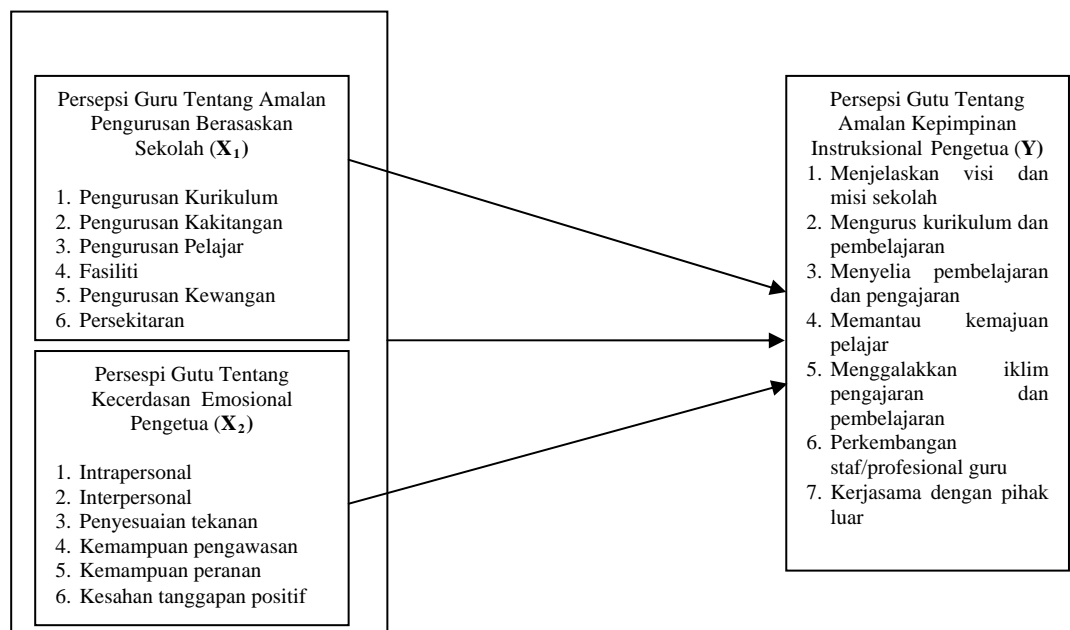 Persepsi Guru Tentang Amalan
Pengurusan Berasaskan
Sekolah (X₁)
1. Pengurusan Kurikulum
2. Pengurusan Kakitangan
3. Pengurusan Pelajar
4. Fasiliti
5. Pengurusan Kewangan
6. Persekitaran
Persespi Gutu Tentang
Kecerdasan Emosional
Pengetua (X₂)
1. Intrapersonal
2. Interpersonal
3. Penyesuaian tekanan
4. Kemampuan pengawasan
5. Kemampuan peranan
6. Kesahan tanggapan positif
Persepsi Gutu Tentang
Amalan Kepimpinan
Instruksional Pengetua (Y)
1. Menjelaskan visi dan
misi sekolah
2. Mengurus kurikulum dan
pembelajaran
3. Menyelia pembelajaran
dan pengajaran
4. Memantau kemajuan
pelajar
5. Menggalakkan iklim
pengajaran dan
pembelajaran
6. Perkembangan
staf/profesional guru
7. Kerjasama dengan pihak
luar